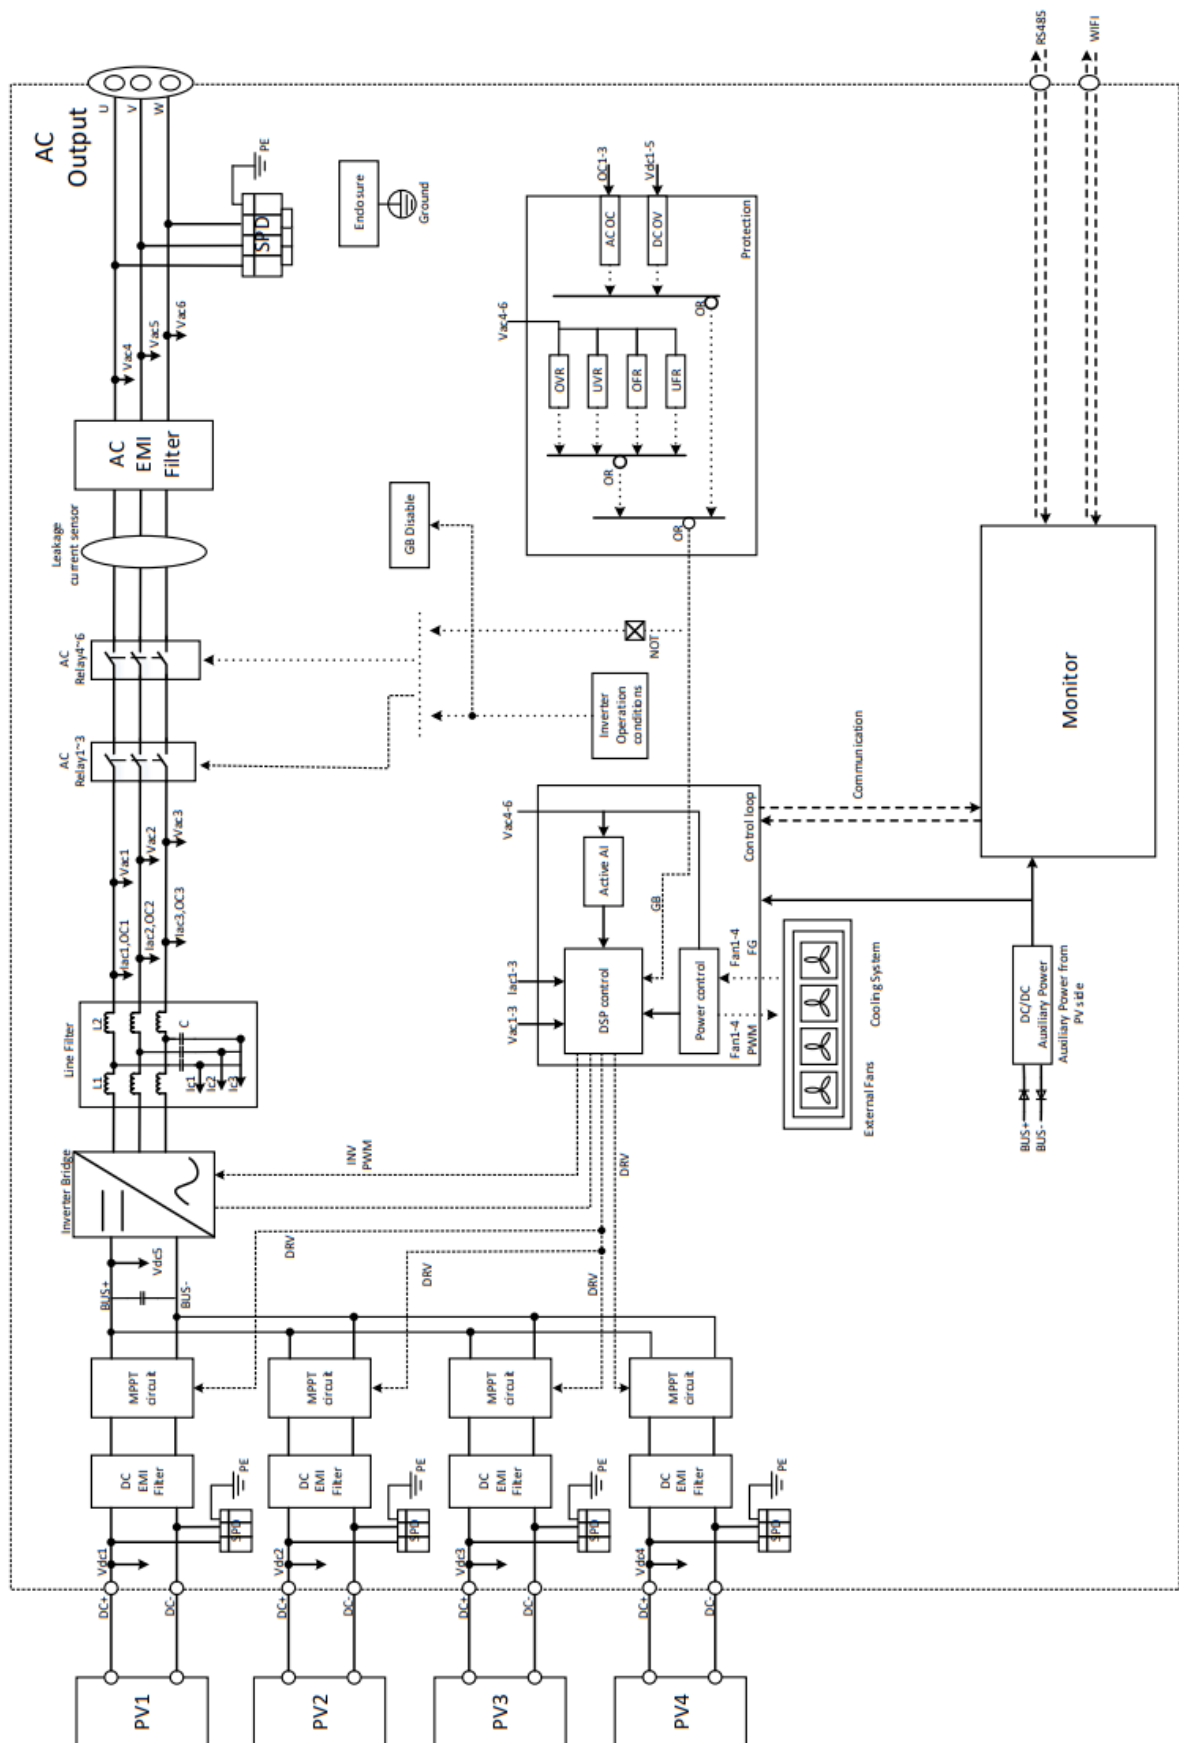 PV1
PV2
PV3
PV4
DC+
DC-
DC+
DC-
DC+
DC-
DC+
DC-
Vdc1
Vdc2
Vdc3
Vdc4
SPD
PE
SPD
PE
SPD
PE
SPD
PE
DC
EMI
Filter
DC
EMI
Filter
DC
EMI
Filter
DC
EMI
Filter
MPPT
circuit
MPPT
circuit
MPPT
circuit
MPPT
circuit
BUS+
BUS-
Vdc5
DRV
DRV
DRV
DRV
INV
PWM
Inverter Bridge
Line Filter
L1
L2
C
Ic1
Ic2
Ic3
Iac1,OC1
Iac2,OC2
Iac3,OC3
Vac1
Vac2
Vac3
AC
Relay1~3
AC
Relay4~6
Leakage
current sensor
AC
EMI
Filter
Vac4
Vac5
Vac6
SPD
PE
AC
Output
U
V
W
Endosure
Ground
GB Disable
NOT
Inverter
Operation
conditions
Vac4-6
OVR
UVR
OFR
UFR
OR
OR
OR
AC OC
DC OV
OC1-3
Vdc1-5
Protection
Vac1-3
Iac1-3
Vac4-6
DSP control
Active AI
GB
Power control
Control loop
Fan1-4
PWM
Fan1-4
FG
External Fans
Cooling System
Communication
BUS+
BUS-
DC/DC
Auxiliary Power
Auxiliary Power from
PV side
Monitor
RS485
WIFI